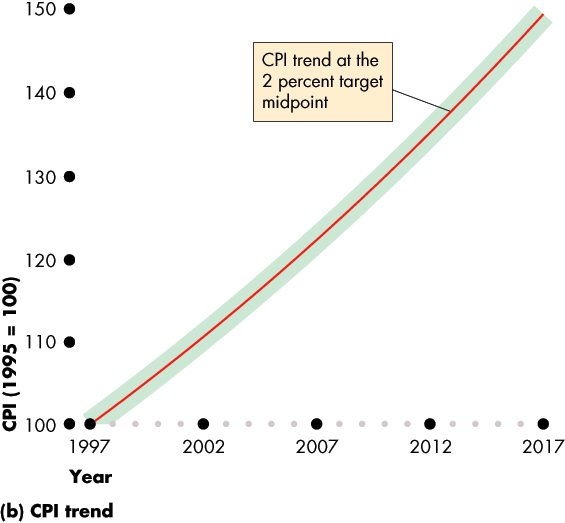 150
CPI trend at the
2 percent target
midpoint
140
130
120
110
100
CPI (1995 = 100)
1997 2002 2007 2012 2017
Year
(b) CPI trend